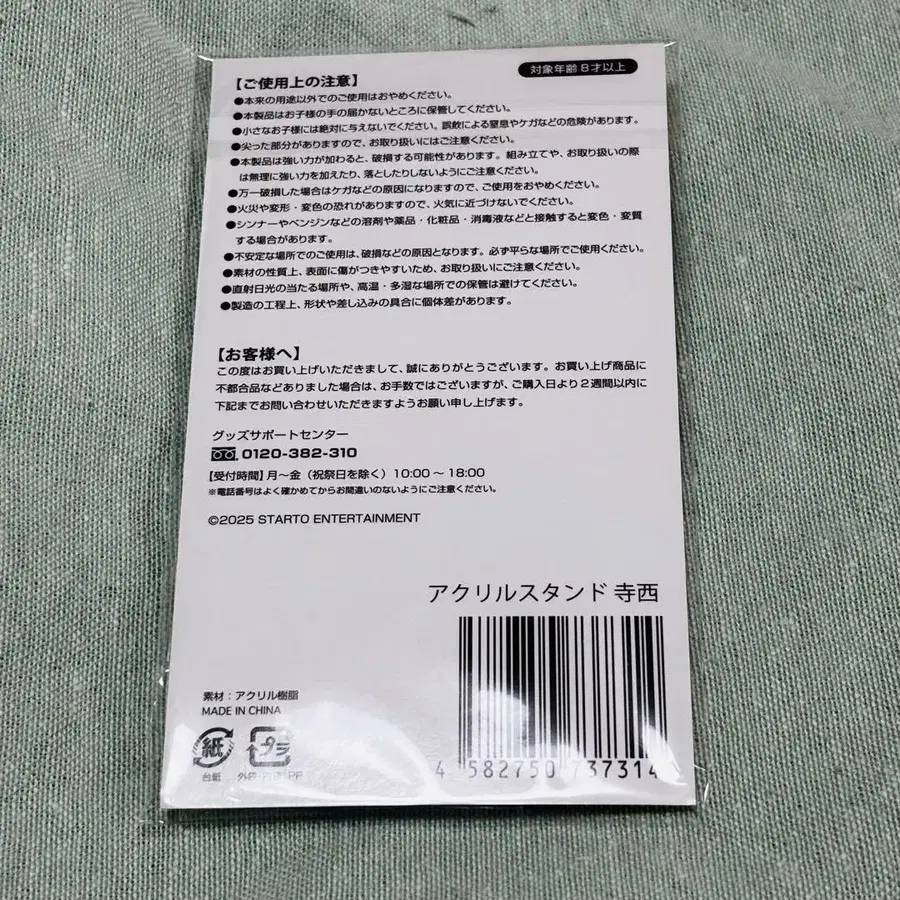 対象年齢8才以上
【ご使用上の注意】
●本来の用途以外でのご使用はおやめください。
●本製品はお子様の手の届かないところに保管してください。
●小さなお子様には絶対に与えないでください。誤飲による窒息やケガなどの危険があります。
●尖った部分がありますので、お取り扱いにはご注意ください。
●本製品は強い力が加わると、破損する可能性があります。組み立てや、お取り扱いの際
は無理に強い力を加えたり、落としたりしないようにご注意ください。
●万一破損した場合はケガなどの原因になりますので、ご使用をおやめください。
●火災や変形・変色の恐れがありますので、火気に近づけないでください。
●シンナーやベンジンなどの溶剤や薬品・化粧品・消毒液などと接触すると変色・変質
する場合があります。
●不安定な場所でのご使用は、破損などの原因となります。必ず平らな場所でご使用ください。
●素材の性質上、表面に傷がつきやすいため、お取り扱いにご注意ください。
●直射日光の当たる場所や、高温・多湿な場所での保管は避けてください。
●製造の工程上、形状や差し込みの具合に個体差があります。
【お客様へ】
この度はお買い上げいただきまして、誠にありがとうございます。お買い上げ商品に
不都合品などありました場合は、お手数ではございますが、ご購入日より2週間以内に
下記までお問い合わせいただきますようお願い申し上げます。
グッズサポートセンター
0120-382-310
【受付時間】月〜金（祝祭日を除く）10:00〜18:00
※電話番号はよく確かめてからお間違いのないようにご注意ください。
©2025 STARTO ENTERTAINMENT
アクリルスタンド 寺西
素材：アクリル樹脂
MADE IN CHINA
紙
プラ
台紙
PP
4 582750 737314